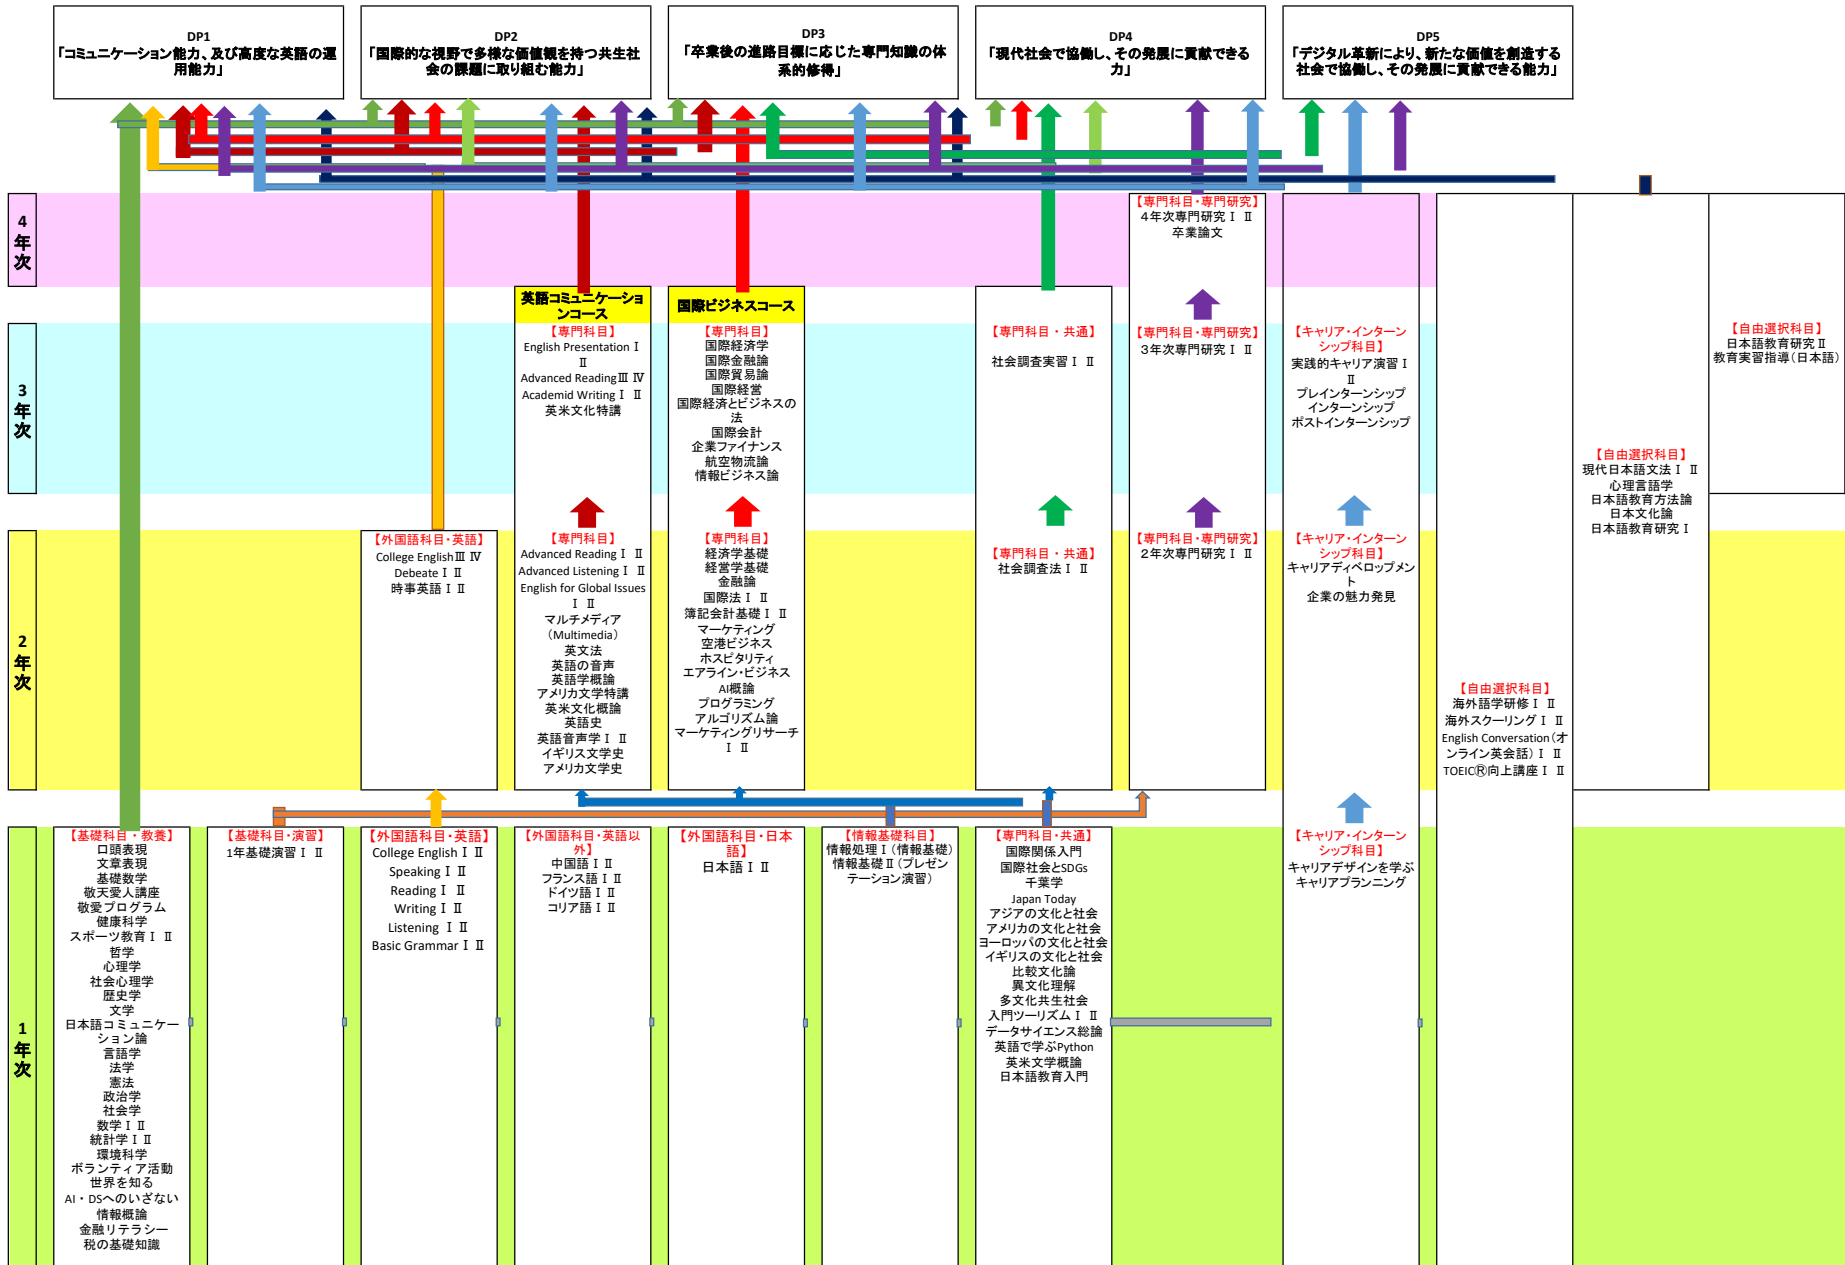 DP1
「コミュニケーション能力、及び高度な英語の運
用能力」
DP2
「国際的な視野で多様な価値観を持つ共生社
会の課題に取り組む能力」
DP3
「卒業後の進路目標に応じた専門知識の体
系的修得」
DP4
「現代社会で協働し、その発展に貢献できる
力」
DP5
「デジタル革新により、新たな価値を創造する
社会で協働し、その発展に貢献できる能力」
4
年
次
【専門科目・専門研究】
4年次専門研究Ⅰ Ⅱ
卒業論文
3
年
次
英語コミュニケーショ
ンコース
【専門科目】
English Presentation Ⅰ
Ⅱ
Advanced Reading Ⅲ Ⅳ
Academid Writing Ⅰ Ⅱ
英米文化特講
国際ビジネスコース
【専門科目】
国際経済学
国際金融論
国際貿易論
国際経営
国際経済とビジネスの
法
国際会計
企業ファイナンス
航空物流論
情報ビジネス論
【専門科目・共通】
社会調査実習Ⅰ Ⅱ
【専門科目・専門研究】
3年次専門研究Ⅰ Ⅱ
【キャリア・インターン
シップ科目】
実践的キャリア演習Ⅰ
Ⅱ
プレインターンシップ
インターンシップ
ポストインターンシップ
【自由選択科目】
日本語教育研究Ⅱ
教育実習指導(日本語)
【自由選択科目】
現代日本語文法Ⅰ Ⅱ
心理言語学
日本語教育方法論
日本文化論
日本語教育研究Ⅰ
2
年
次
【外国語科目・英語】
College English Ⅲ Ⅳ
Debeate Ⅰ Ⅱ
時事英語Ⅰ Ⅱ
【専門科目】
Advanced Reading Ⅰ Ⅱ
Advanced Listening Ⅰ Ⅱ
English for Global Issues
Ⅰ Ⅱ
マルチメディア
(Multimedia)
英文法
英語の音声
英語学概論
アメリカ文学特講
英米文化概論
英語史
英語音声学Ⅰ Ⅱ
イギリス文学史
アメリカ文学史
【専門科目】
経済学基礎
経営学基礎
金融論
国際法Ⅰ Ⅱ
簿記会計基礎Ⅰ Ⅱ
マーケティング
空港ビジネス
ホスピタリティ
エアライン・ビジネス
AI概論
プログラミング
アルゴリズム論
マーケティングリサーチ
Ⅰ Ⅱ
【専門科目・共通】
社会調査法Ⅰ Ⅱ
【専門科目・専門研究】
2年次専門研究Ⅰ Ⅱ
【キャリア・インターン
シップ科目】
キャリアディベロップメン
ト
企業の魅力発見
【自由選択科目】
海外語学研修Ⅰ Ⅱ
海外スクーリングⅠ Ⅱ
English Conversation(オ
ンライン英会話)Ⅰ Ⅱ
TOEIC®向上講座Ⅰ Ⅱ
1
年
次
【基礎科目・教養】
口頭表現
文章表現
基礎数学
敬天愛人講座
敬愛プログラム
健康科学
スポーツ教育Ⅰ Ⅱ
哲学
心理学
社会心理学
歴史学
文学
日本語コミュニケー
ション論
言語学
法学
憲法
政治学
社会学
数学Ⅰ Ⅱ
統計学Ⅰ Ⅱ
環境科学
ボランティア活動
世界を知る
AI・DSへのいざない
情報概論
金融リテラシー
税の基礎知識
【基礎科目・演習】
1年基礎演習Ⅰ Ⅱ
【外国語科目・英語】
College English Ⅰ Ⅱ
Speaking Ⅰ Ⅱ
Reading Ⅰ Ⅱ
Writing Ⅰ Ⅱ
Listening Ⅰ Ⅱ
Basic Grammar Ⅰ Ⅱ
【外国語科目・英語以
外】
中国語Ⅰ Ⅱ
フランス語Ⅰ Ⅱ
ドイツ語Ⅰ Ⅱ
コリア語Ⅰ Ⅱ
【外国語科目・日本
語】
日本語Ⅰ Ⅱ
【情報基礎科目】
情報処理Ⅰ(情報基礎)
情報基礎Ⅱ(プレゼン
テーション演習)
【専門科目・共通】
国際関係入門
国際社会とSDGs
千葉学
Japan Today
アジアの文化と社会
アメリカの文化と社会
ヨーロッパの文化と社会
イギリスの文化と社会
比較文化論
異文化理解
多文化共生社会
入門ツーリズムⅠ Ⅱ
データサイエンス総論
英語で学ぶPython
英米文学概論
日本語教育入門
【キャリア・インターン
シップ科目】
キャリアデザインを学ぶ
キャリアプランニング